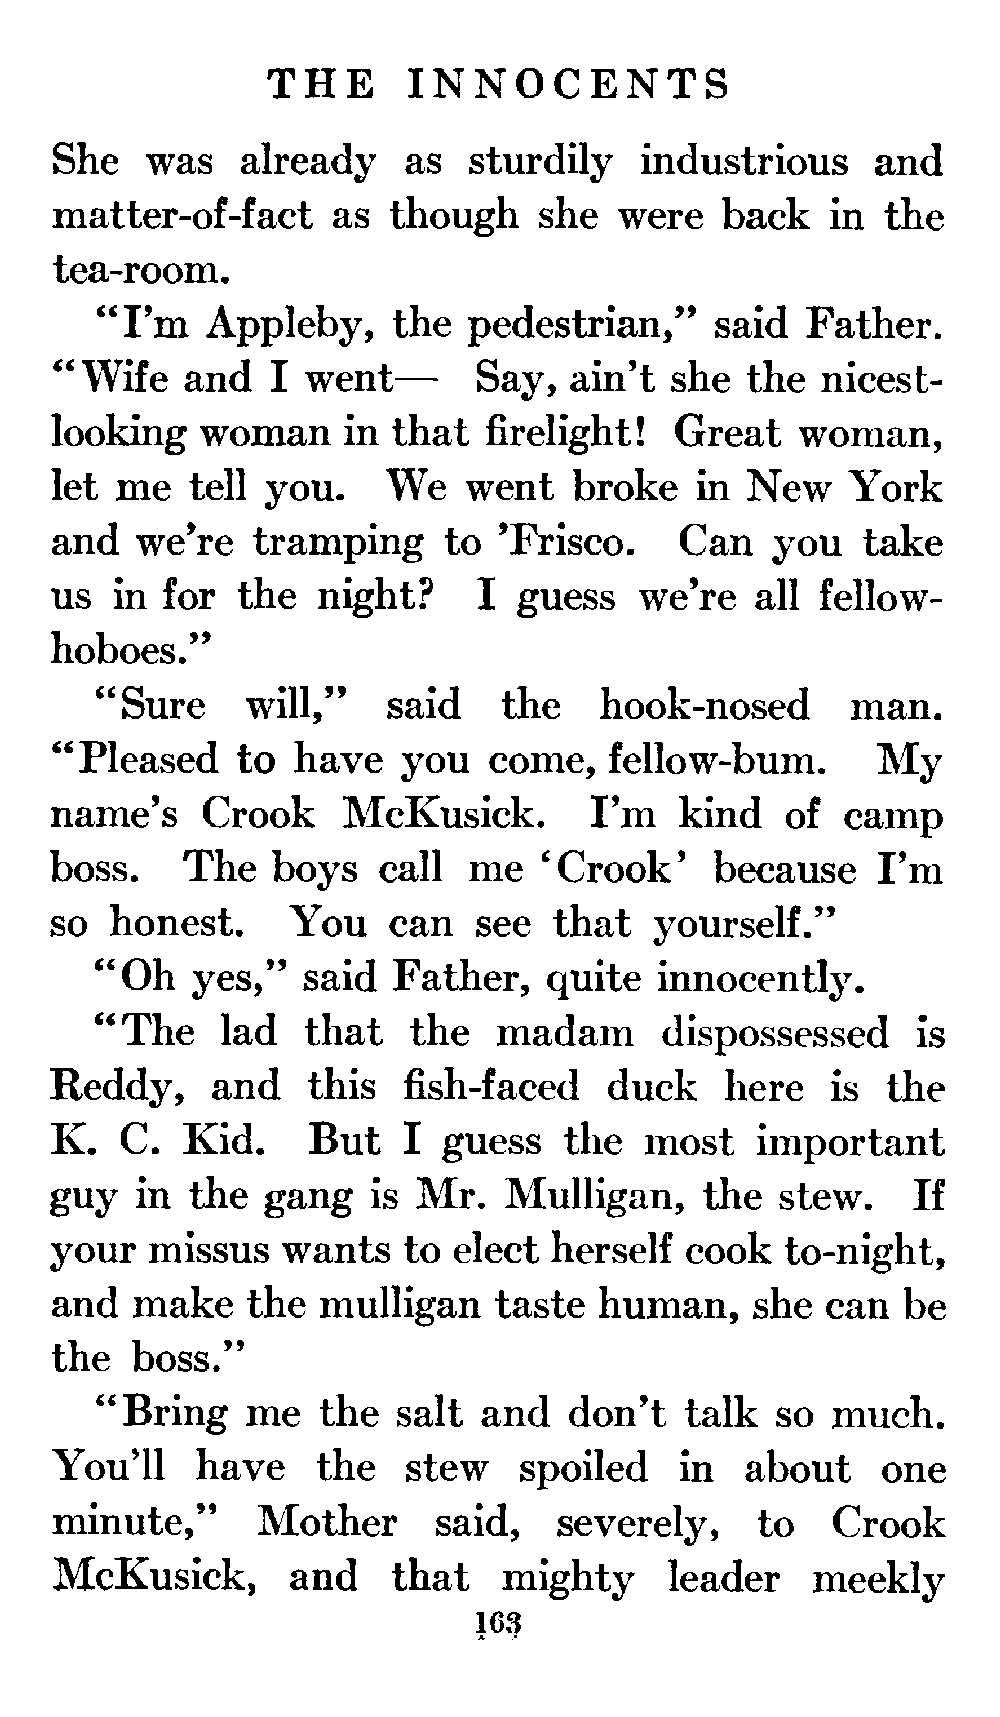 THE INNOCENTS
She was already as sturdily industrious and
matter-of-fact as though she were back in the
tea-room.
“I’m Appleby, the pedestrian,” said Father.
“Wife and I went— Say, ain’t she the nicest-
looking woman in that firelight! Great woman,
let me tell you. We went broke in New York
and we’re tramping to ’Frisco. Can you take
us in for the night? I guess we’re all fellow-
hoboes.”
“Sure will,” said the hook-nosed man.
“Pleased to have you come, fellow-bum. My
name’s Crook McKusick. I’m kind of camp
boss. The boys call me ‘Crook’ because I’m
so honest. You can see that yourself.”
“Oh yes,” said Father, quite innocently.
“The lad that the madam dispossessed is
Reddy, and this fish-faced duck here is the
K. C. Kid. But I guess the most important
guy in the gang is Mr. Mulligan, the stew. If
your missus wants to elect herself cook to-night,
and make the mulligan taste human, she can be
the boss.”
“Bring me the salt and don’t talk so much.
You’ll have the stew spoiled in about one
minute,” Mother said, severely, to Crook
McKusick, and that mighty leader meekly
163